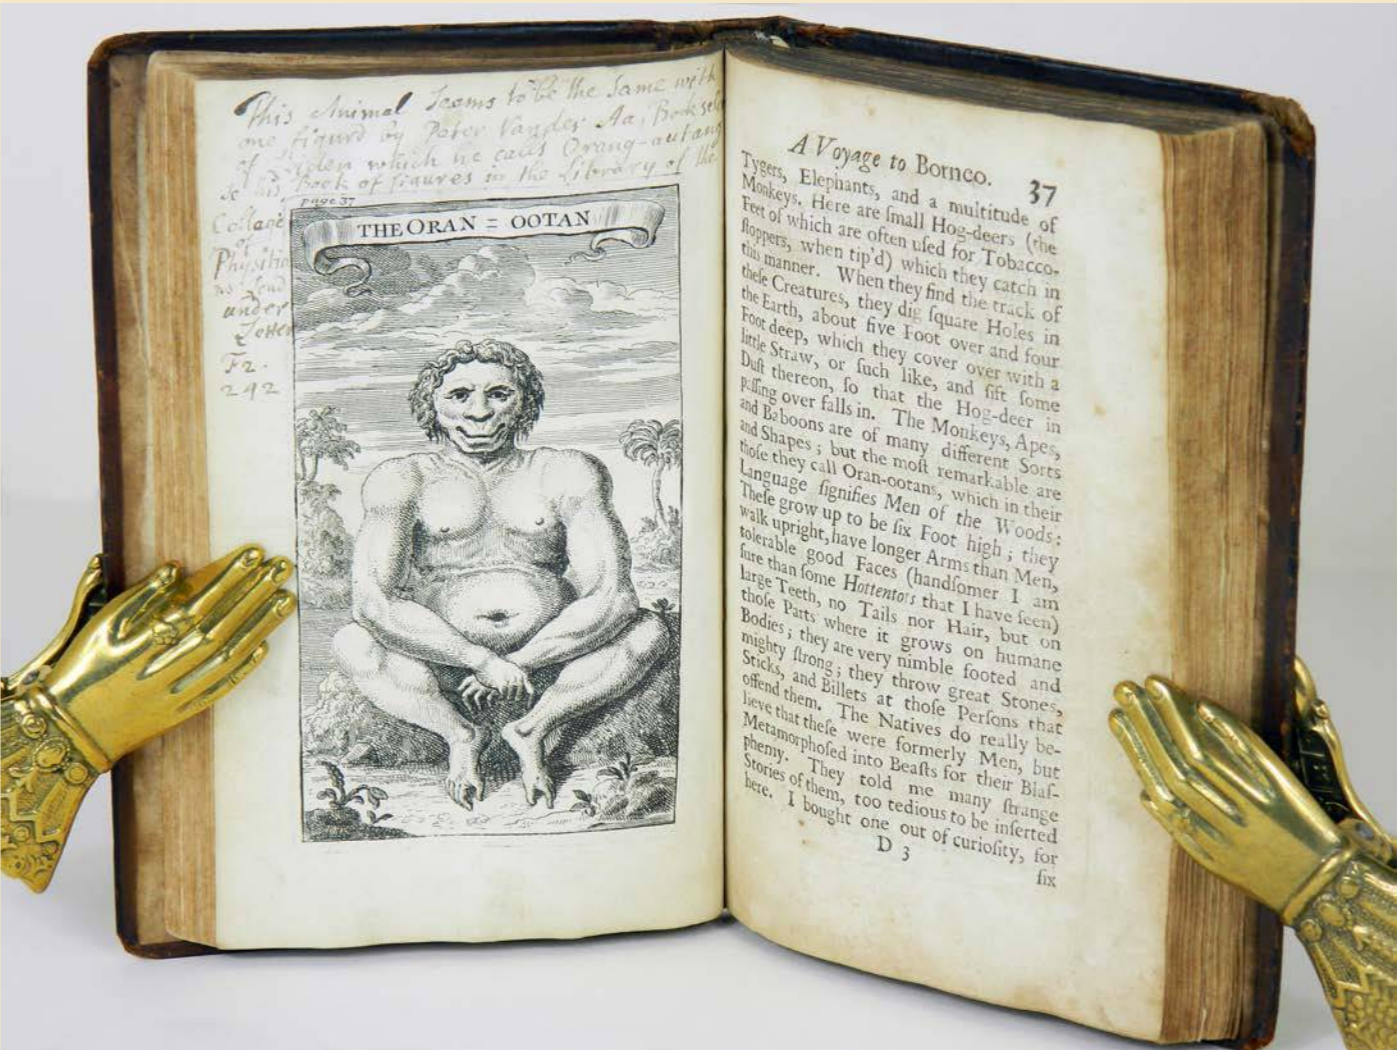 This Animal Seems to be the Same with
one figurd by Peter Vander Aa, Booksel
of which he calls Orang-autang
in his Book of figures in the Library of the
Collage
of
Physitia
ns
under
Letter
F2.
242
page 37
THE ORAN = OOTAN
A Voyage to Borneo. 37
Tygers, Elephants, and a multitude of
Monkeys. Here are ſmall Hog-deers (the
Feet of which are often uſed for Tobacco-
ſtoppers, when tip'd) which they catch in
this manner. When they find the track of
theſe Creatures, they dig ſquare Holes in
the Earth, about five Foot over and four
Foot deep, which they cover over with a
little Straw, or ſuch like, and ſift ſome
Duſt thereon, ſo that the Hog-deer in
paſſing over falls in. The Monkeys, Apes,
and Baboons are of many different Sorts
and Shapes; but the moſt remarkable are
thoſe they call Oran-ootans, which in their
Language ſignifies Men of the Woods:
Theſe grow up to be ſix Foot high; they
walk upright, have longer Arms than Men,
tolerable good Faces (handſomer I am
ſure than ſome Hottentots that I have ſeen)
large Teeth, no Tails nor Hair, but on
thoſe Parts where it grows on humane
Bodies; they are very nimble footed and
mighty ſtrong; they throw great Stones,
Sticks, and Billets at thoſe Perſons that
offend them. The Natives do really be-
lieve that theſe were formerly Men, but
Metamorphoſed into Beaſts for their Blaſ-
phemy. They told me many ſtrange
Stories of them, too tedious to be inſerted
here. I bought one out of curioſity, for
D 3
ſix